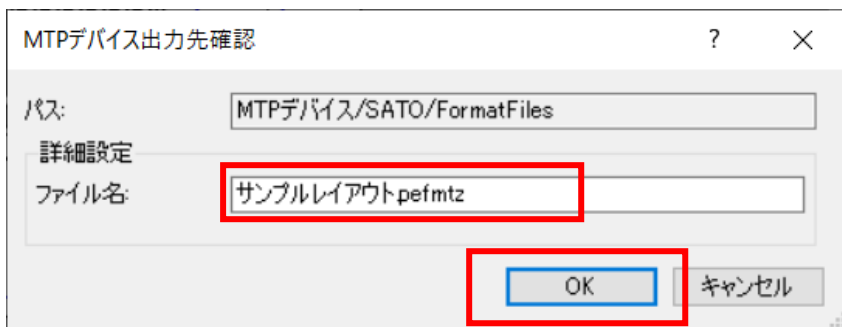 MTPデバイス出力先確認
?
パス:
MTPデバイス/SATO/FormatFiles
詳細設定
ファイル名:
サンプルレイアウト.pefmtz
OK
キャンセル